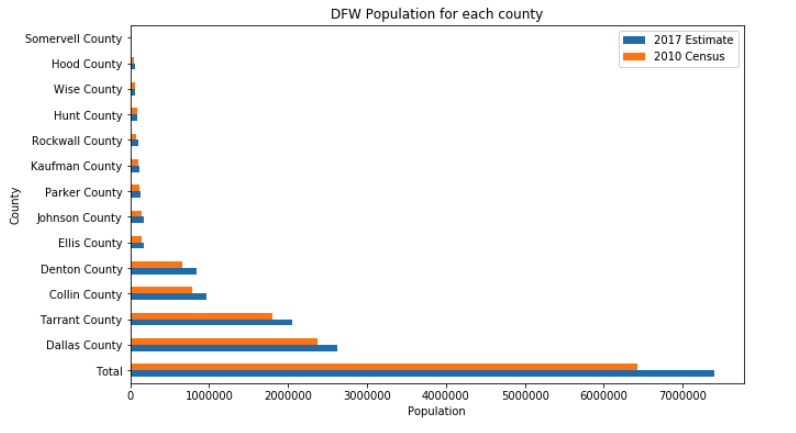 DFW Population for each county
2017 Estimate
2010 Census
County
Somervell County
Hood County
Wise County
Hunt County
Rockwall County
Kaufman County
Parker County
Johnson County
Ellis County
Denton County
Collin County
Tarrant County
Dallas County
Total
0 1000000 2000000 3000000 4000000 5000000 6000000 7000000
Population